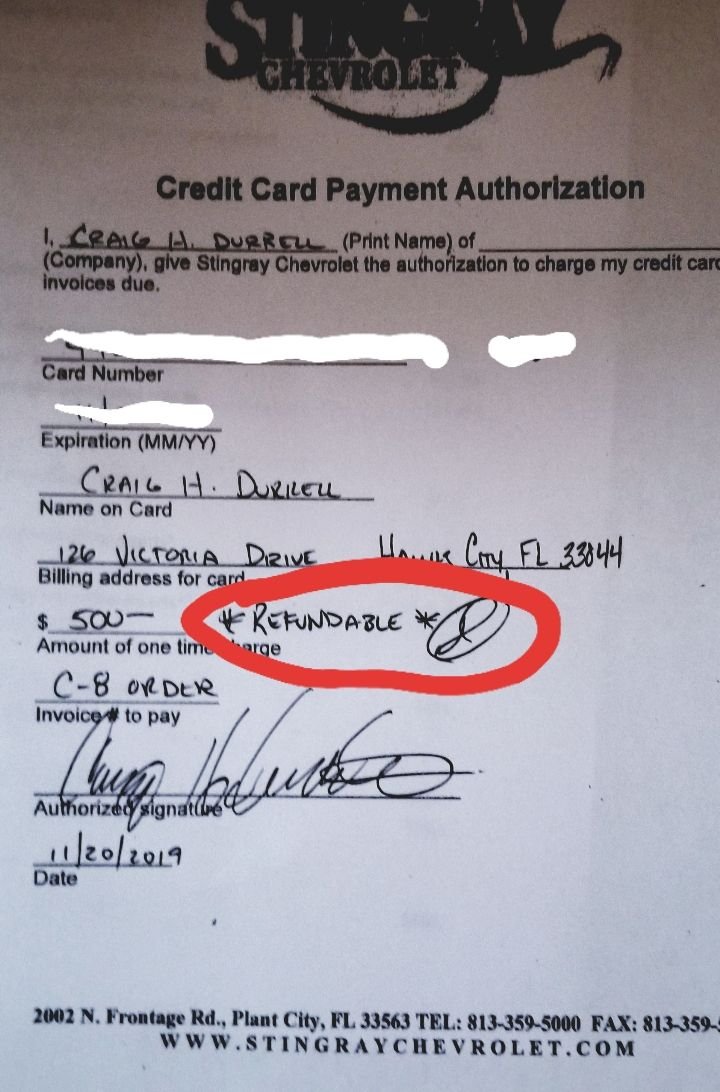 STINGRAY
CHEVROLET
Credit Card Payment Authorization
I, CRAIG H. DURRELL (Print Name) of
(Company), give Stingray Chevrolet the authorization to charge my credit card
invoices due.
Card Number
Expiration (MM/YY)
CRAIG H. DURRELL
Name on Card
126 VICTORIA DRIVE CITY FL 33844
Billing address for card
$ 500— * REFUNDABLE *
Amount of one time charge
C-8 ORDER
Invoice # to pay
Authorized signature
11/20/2019
Date
2002 N. Frontage Rd., Plant City, FL 33563 TEL: 813-359-5000 FAX: 813-359-
WWW.STINGRAYCHEVROLET.COM